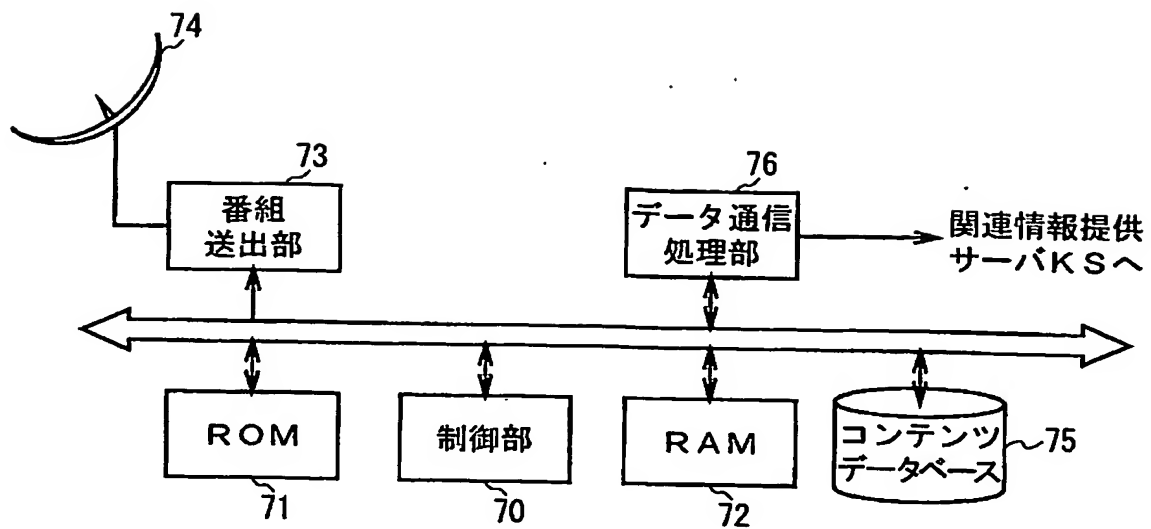 74
73
番組
送出部
76
データ通信
処理部
関連情報提供
サーバKSへ
ROM
71
制御部
70
RAM
72
コンテンツ
データベース
75